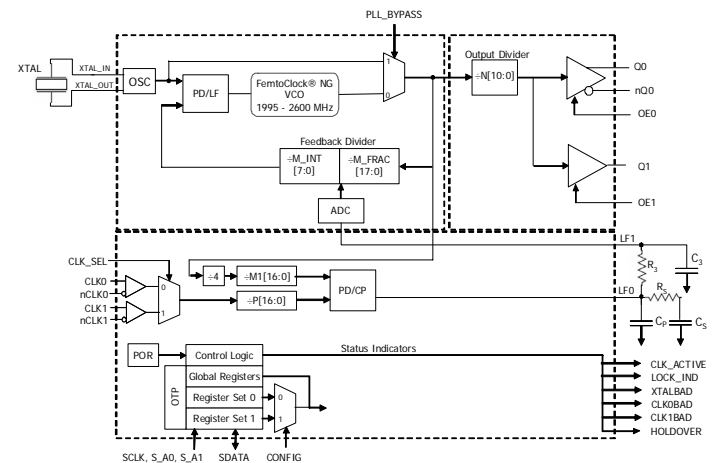 PLL_BYPASS
XTAL
XTAL_IN
XTAL_OUT
OSC
PD/LF
FemtoClock® NG
VCO
1995 - 2600 MHz
1
0
Output Divider
÷N[10:0]
Q0
nQ0
OE0
Q1
OE1
Feedback Divider
÷M_INT
[7:0]
÷M_FRAC
[17:0]
ADC
LF1
R3
C3
LF0
RS
CP
CS
CLK_SEL
CLK0
nCLK0
CLK1
nCLK1
0
1
÷4
÷M1[16:0]
÷P[16:0]
PD/CP
POR
Control Logic
Status Indicators
OTP
Global Registers
Register Set 0
Register Set 1
0
1
CLK_ACTIVE
LOCK_IND
XTALBAD
CLK0BAD
CLK1BAD
HOLDOVER
SCLK, S_A0, S_A1
SDATA
CONFIG